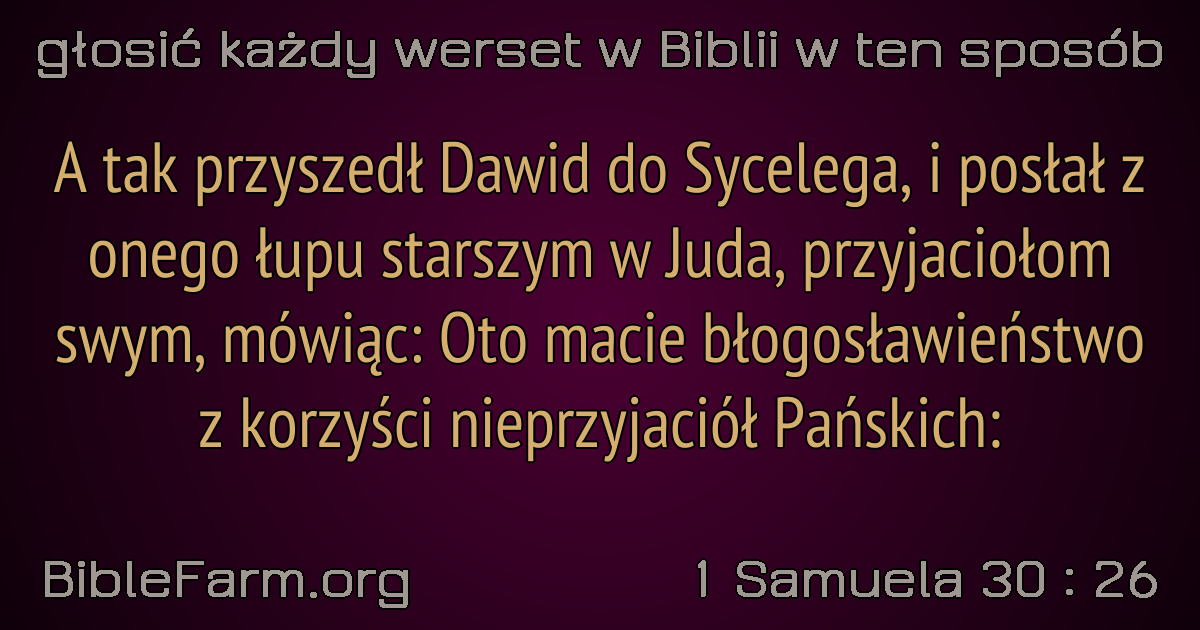 głosić każdy werset w Biblii w ten sposób
A tak przyszedł Dawid do Sycelega, i posłał z
onego łupu starszym w Juda, przyjaciołom
swym, mówiąc: Oto macie błogosławieństwo
z korzyści nieprzyjaciół Pańskich:
BibleFarm.org
1 Samuela 30 : 26